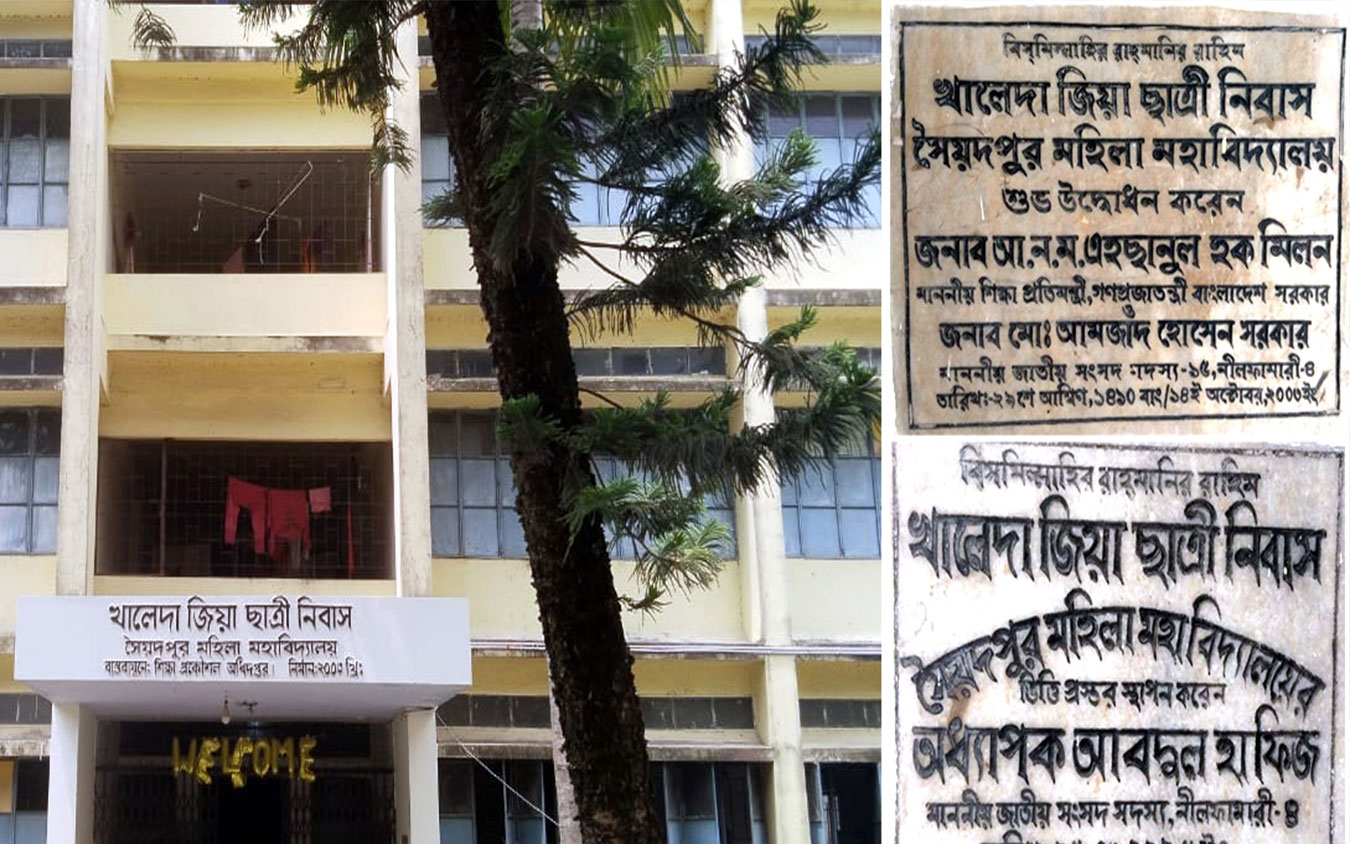 খালেদা জিয়া ছাত্রী নিবাস
সৈয়দপুর মহিলা মহাবিদ্যালয়
বাস্তবায়নে: শিক্ষা প্রকৌশল অধিদপ্তর। নির্মান-২০০৩ খ্রি:
WELCOME
বিস্‌মিল্লাহির রাহ্‌মানির রাহিম
খালেদা জিয়া ছাত্রী নিবাস
সৈয়দপুর মহিলা মহাবিদ্যালয়
শুভ উদ্বোধন করেন
জনাব আ.ন.ম.এহছানুল হক মিলন
মাননীয় শিক্ষা প্রতিমন্ত্রী,গণপ্রজাতন্ত্রী বাংলাদেশ সরকার
জনাব মোঃ আমজাদ হোসেন সরকার
মাননীয় জাতীয় সংসদ সদস্য-১৫,নীলফামারী-৪
তারিখঃ-২৯শে আশ্বিণ,১৪১০ বাং/১৪ই অক্টোবর,২০০৩ইং
বিসমিল্লাহির রাহ্‌মানির রাহিম
খালেদা জিয়া ছাত্রী নিবাস
সৈয়দপুর মহিলা মহা বিদ্যালয়ের
ভিত্তি প্রস্তর স্থাপন করেন
অধ্যাপক আবদুল হাফিজ
মাননীয় জাতীয় সংসদ সদস্য, নীলফামারী-৪